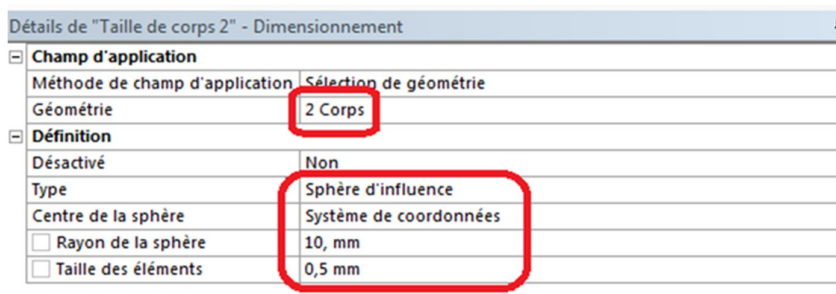 Détails de "Taille de corps 2" - Dimensionnement
Champ d'application
Méthode de champ d'application Sélection de géométrie
Géométrie 2 Corps
Définition
Désactivé Non
Type Sphère d'influence
Centre de la sphère Système de coordonnées
Rayon de la sphère 10, mm
Taille des éléments 0,5 mm